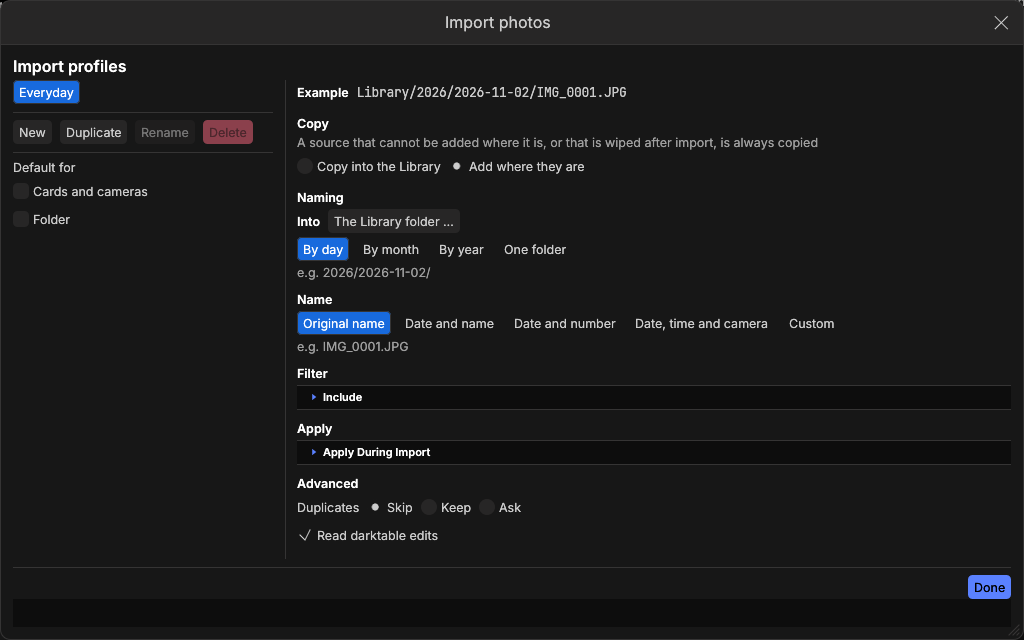 Import photos
Import profiles
Everyday
New Duplicate Rename Delete
Default for
Cards and cameras
Folder
Example Library/2026/2026-11-02/IMG_0001.JPG
Copy
A source that cannot be added where it is, or that is wiped after import, is always copied
Copy into the Library Add where they are
Naming
Into The Library folder ...
By day By month By year One folder
e.g. 2026/2026-11-02/
Name
Original name Date and name Date and number Date, time and camera Custom
e.g. IMG_0001.JPG
Filter
Include
Apply
Apply During Import
Advanced
Duplicates Skip Keep Ask
Read darktable edits
Done